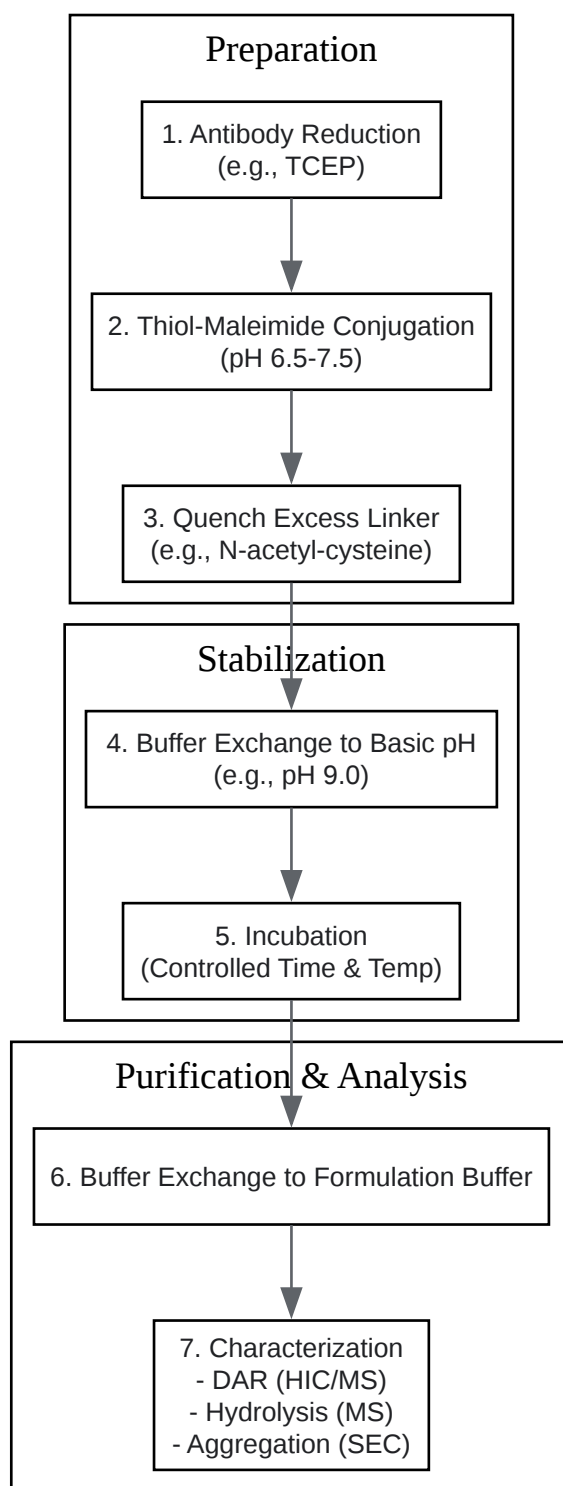 Preparation
1. Antibody Reduction
(e.g., TCEP)
2. Thiol-Maleimide Conjugation
(pH 6.5-7.5)
3. Quench Excess Linker
(e.g., N-acetyl-cysteine)
Stabilization
4. Buffer Exchange to Basic pH
(e.g., pH 9.0)
5. Incubation
(Controlled Time & Temp)
Purification & Analysis
6. Buffer Exchange to Formulation Buffer
7. Characterization
- DAR (HIC/MS)
- Hydrolysis (MS)
- Aggregation (SEC)